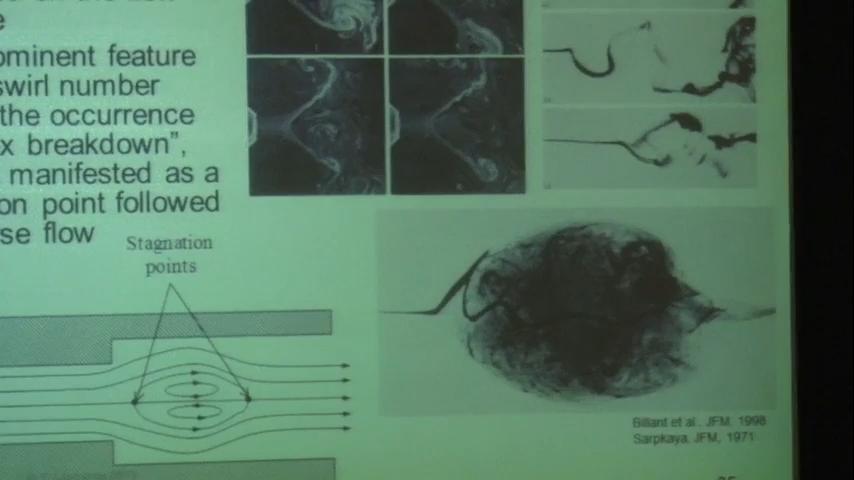 ominent feature
swirl number
the occurrence
x breakdown”,
manifested as a
on point followed
se flow
Stagnation
points
Billant et al., JFM, 1998
Sarpkaya, JFM, 1971